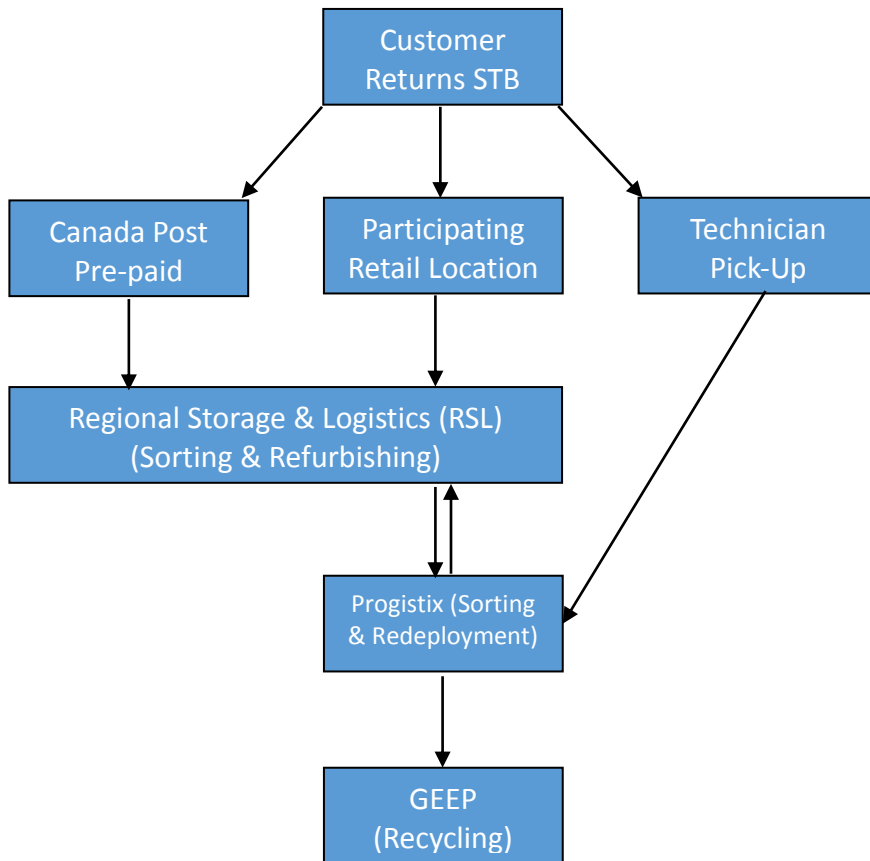 Customer
Returns STB
Canada Post
Pre-paid
Participating
Retail Location
Technician
Pick-Up
Regional Storage & Logistics (RSL)
(Sorting & Refurbishing)
Progistix (Sorting
& Redeployment)
GEEP
(Recycling)